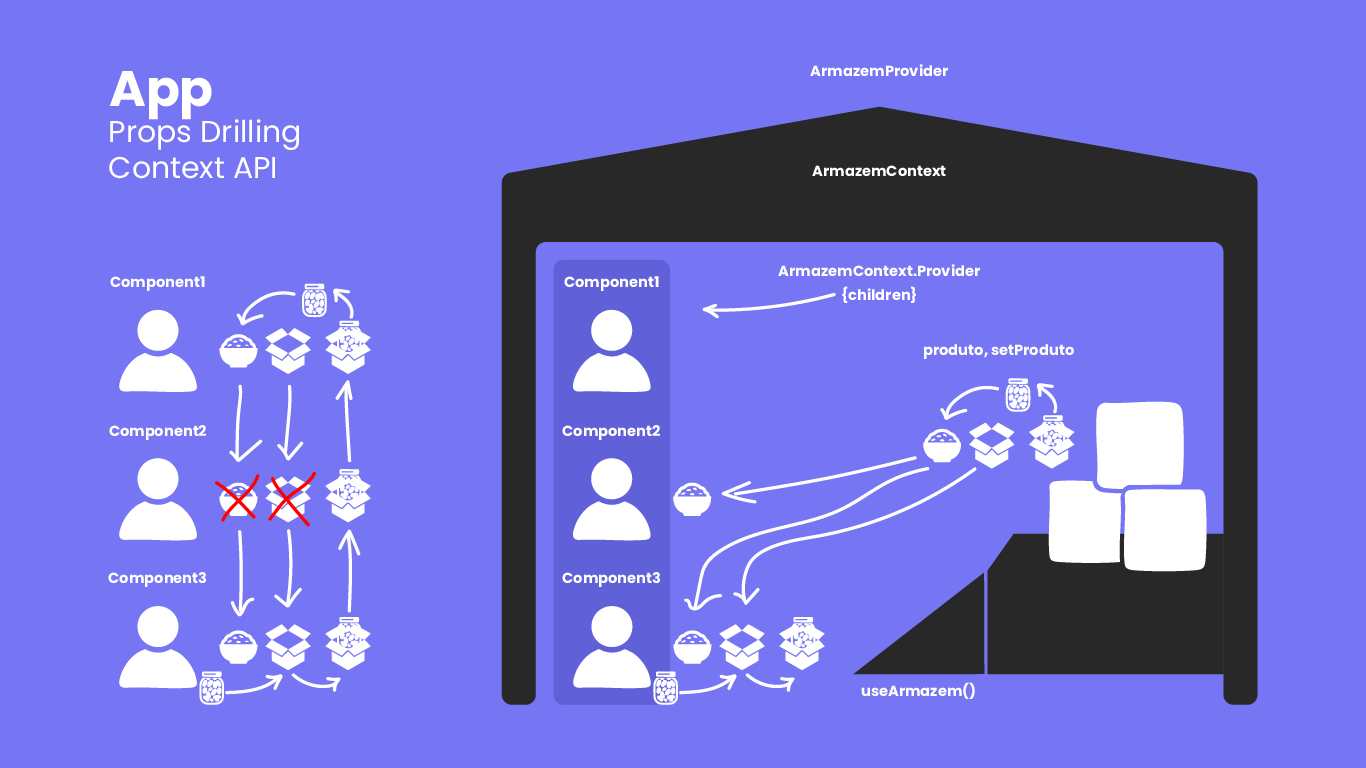 App
Props Drilling
Context API
Component1
Component2
Component3
ArmazemProvider
ArmazemContext
Component1
ArmazemContext.Provider
{children}
produto, setProduto
Component2
Component3
useArmazem()